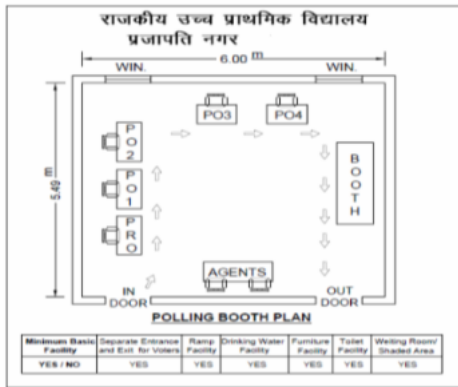 राजकीय उच्च प्राथमिक विद्यालय
प्रजापति नगर
6.00 m
WIN.
WIN.
PO3
PO4
PO2
BOOTH
5.49 m
PO1
PRO
AGENTS
IN
DOOR
OUT
DOOR
POLLING BOOTH PLAN
Minimum Basic Facility
Separate Entrance and Exit for Voters
Ramp Facility
Drinking Water Facility
Furniture Facility
Toilet Facility
Waiting Room/ Shaded Area
YES / NO
YES
YES
YES
YES
YES
YES